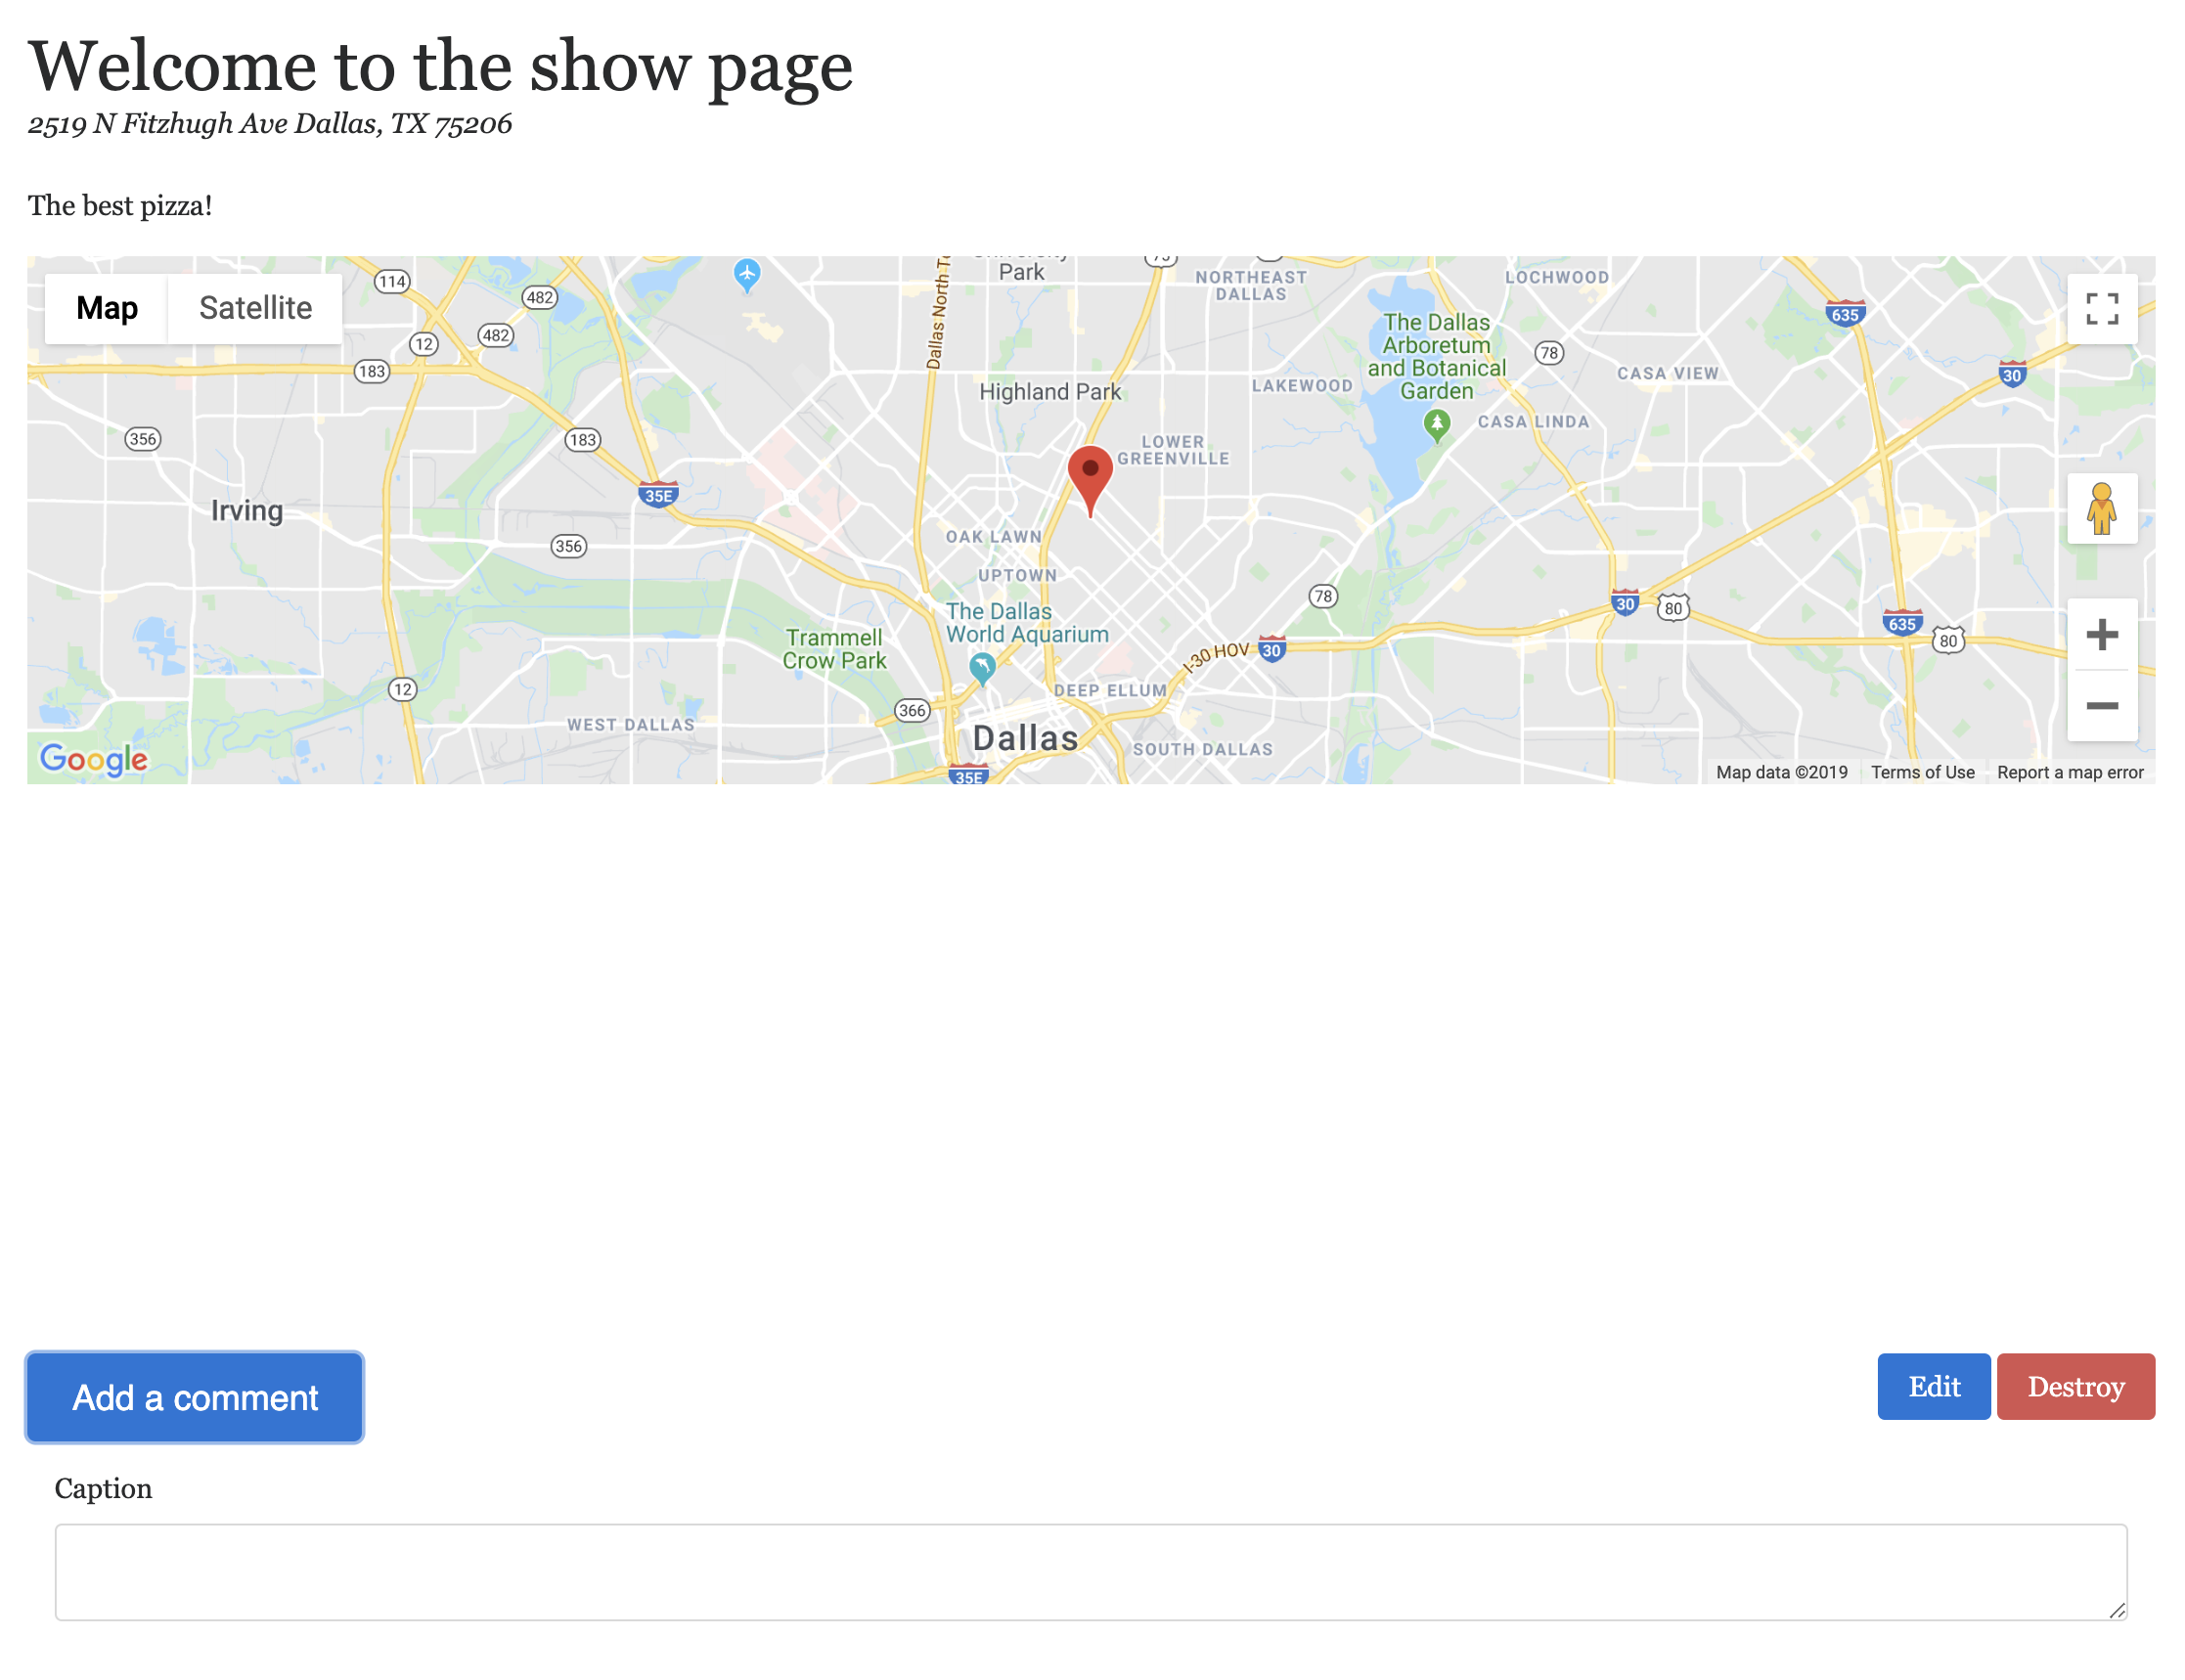 Welcome to the show page
2519 N Fitzhugh Ave Dallas, TX 75206
The best pizza!
Map Satellite
114
482
482
12
183
183
356
356
Irving
35E
12
Dallas North
Park
75
Highland Park
NORTHEAST
DALLAS
LOCHWOOD
The Dallas
Arboretum
and Botanical
Garden
78
LAKEWOOD
CASA VIEW
CASA LINDA
635
30
LOWER
GREENVILLE
OAK LAWN
UPTOWN
The Dallas
World Aquarium
Trammell
Crow Park
78
30
80
635
80
I-30 HOV
30
DEEP ELLUM
366
WEST DALLAS
Dallas
SOUTH DALLAS
35E
Google
Map data ©2019 Terms of Use Report a map error
Add a comment
Edit Destroy
Caption